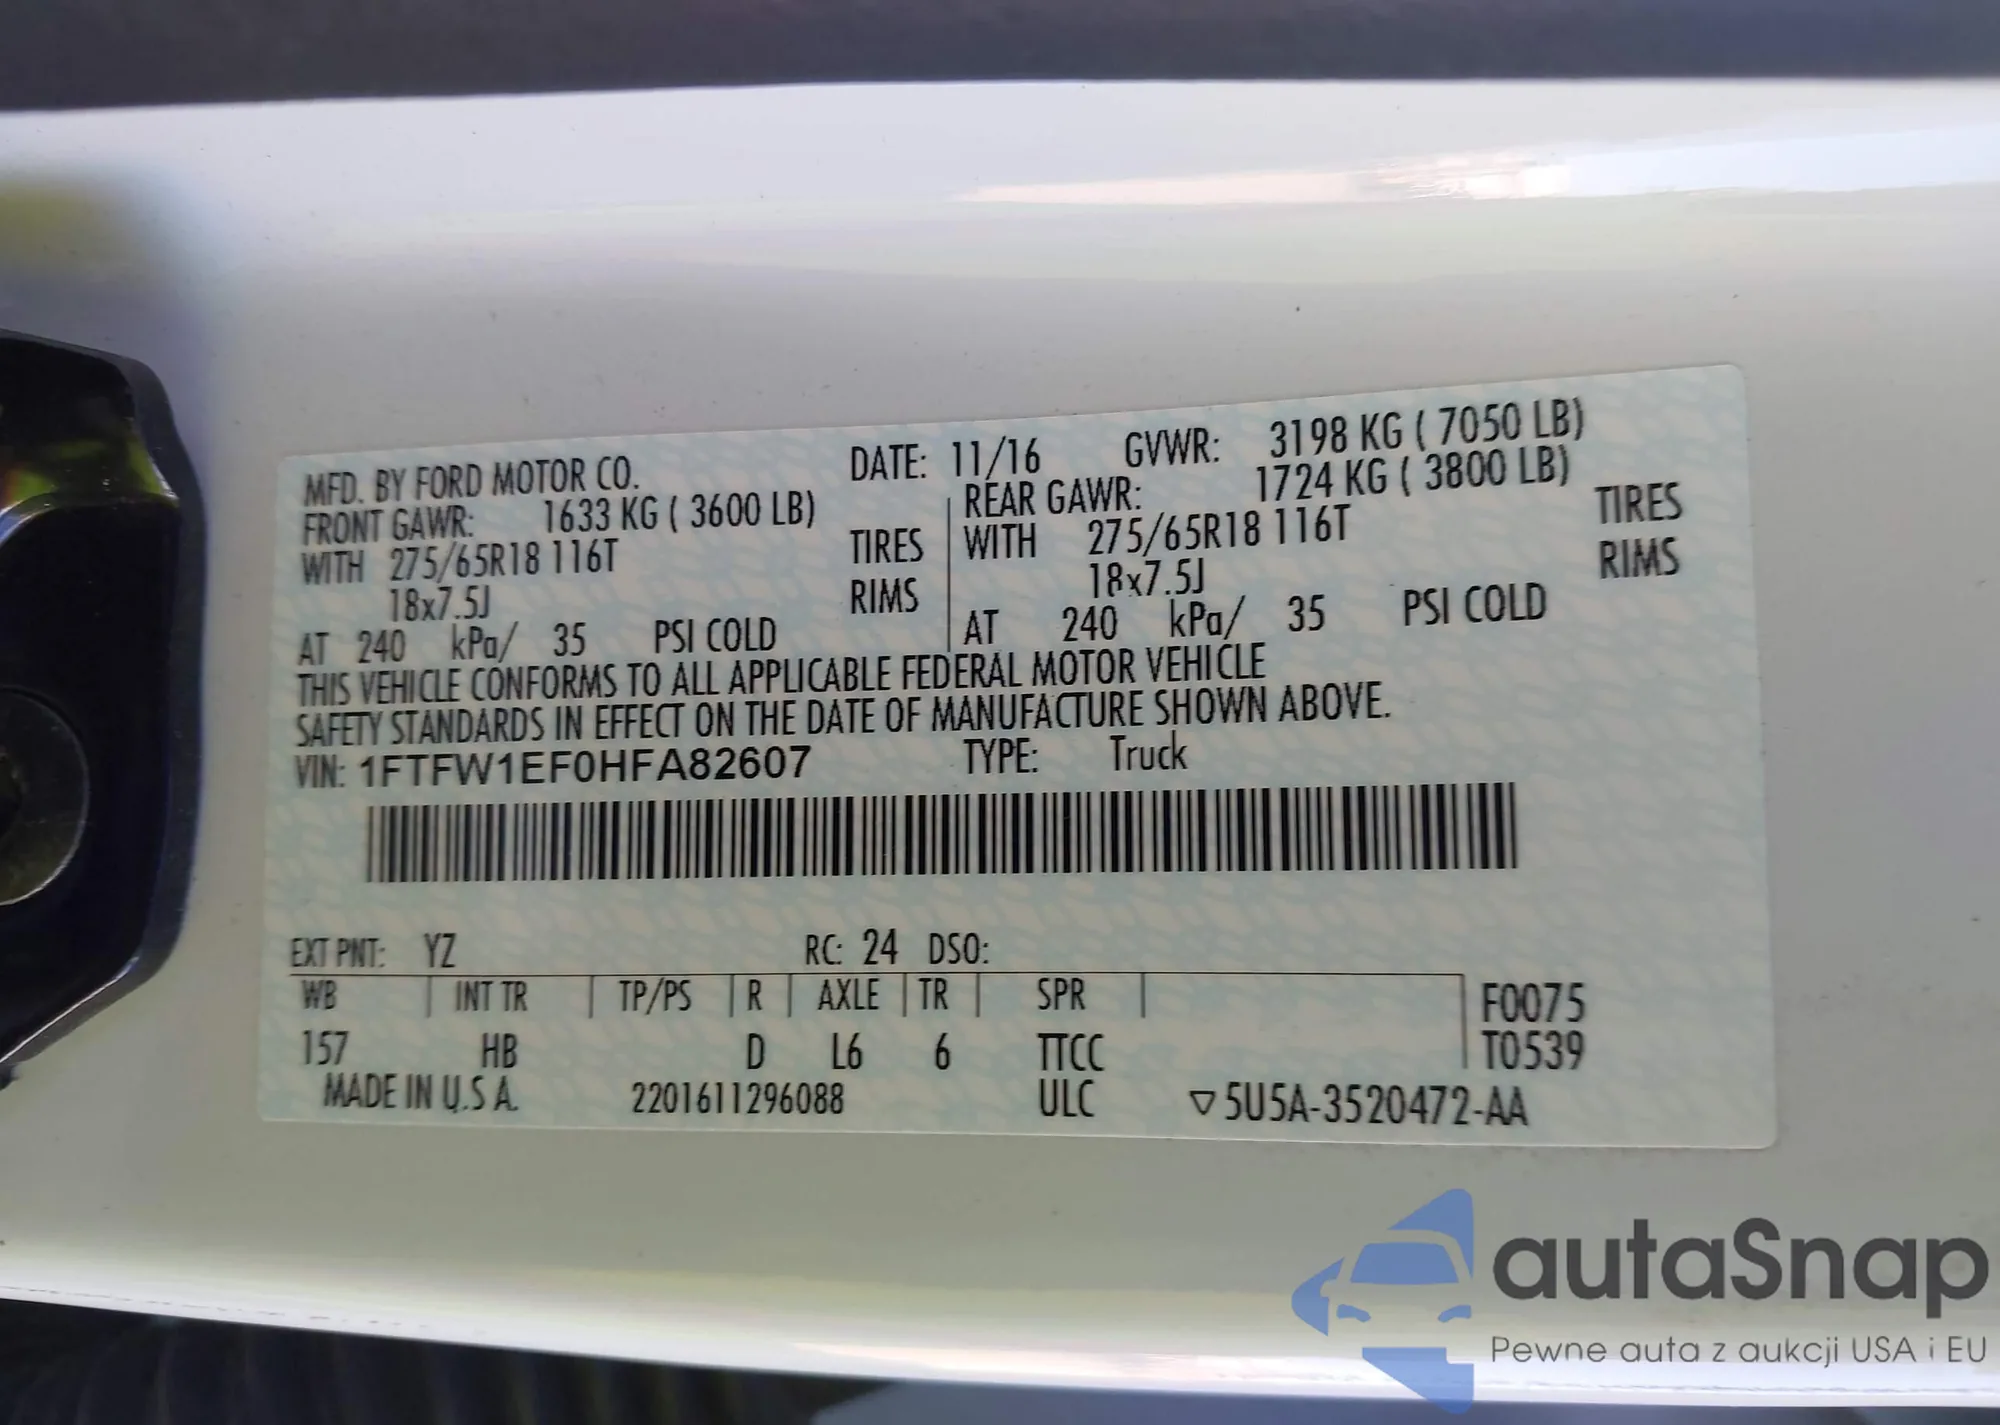 MFD. BY FORD MOTOR CO. DATE: 11/16 GVWR: 3198 KG ( 7050 LB)
FRONT GAWR: 1633 KG ( 3600 LB) REAR GAWR: 1724 KG ( 3800 LB)
WITH 275/65R18 116T TIRES WITH 275/65R18 116T TIRES
18x7.5J RIMS 18x7.5J RIMS
AT 240 kPa/ 35 PSI COLD AT 240 kPa/ 35 PSI COLD
THIS VEHICLE CONFORMS TO ALL APPLICABLE FEDERAL MOTOR VEHICLE
SAFETY STANDARDS IN EFFECT ON THE DATE OF MANUFACTURE SHOWN ABOVE.
VIN: 1FTFW1EF0HFA82607 TYPE: Truck
EXT PNT: YZ RC: 24 DSO:
WB INT TR TP/PS R AXLE TR SPR F0075
157 HB D L6 6 TTCC T0539
MADE IN U.S A. 2201611296088 ULC ▽5U5A-3520472-AA
autaSnap
Pewne auta z aukcji USA i EU